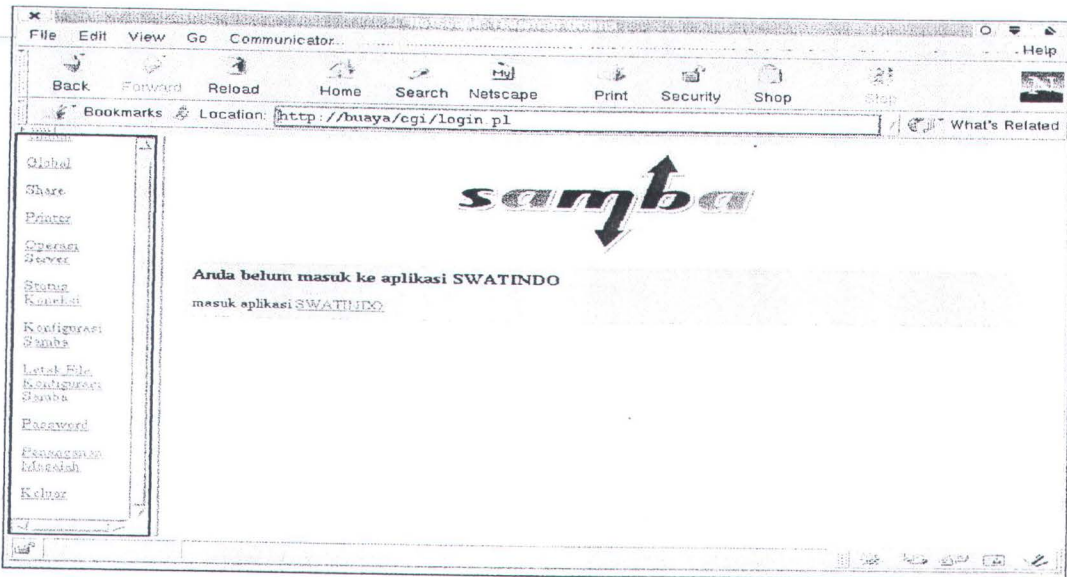 File Edit View Go Communicator
Help
Back Forward Reload Home Search Netscape Print Security Shop Stop
Bookmarks Location: http://buaya/cgi/login.pl What's Related
Global
Share
Printer
Operasi
Server
Status
Koneksi
Konfigurasi
Samba
Letak File
Konfigurasi
Samba
Password
Penanganan
Masalah
Keluar
samba
Anda belum masuk ke aplikasi SWATINDO
masuk aplikasi SWATINDO